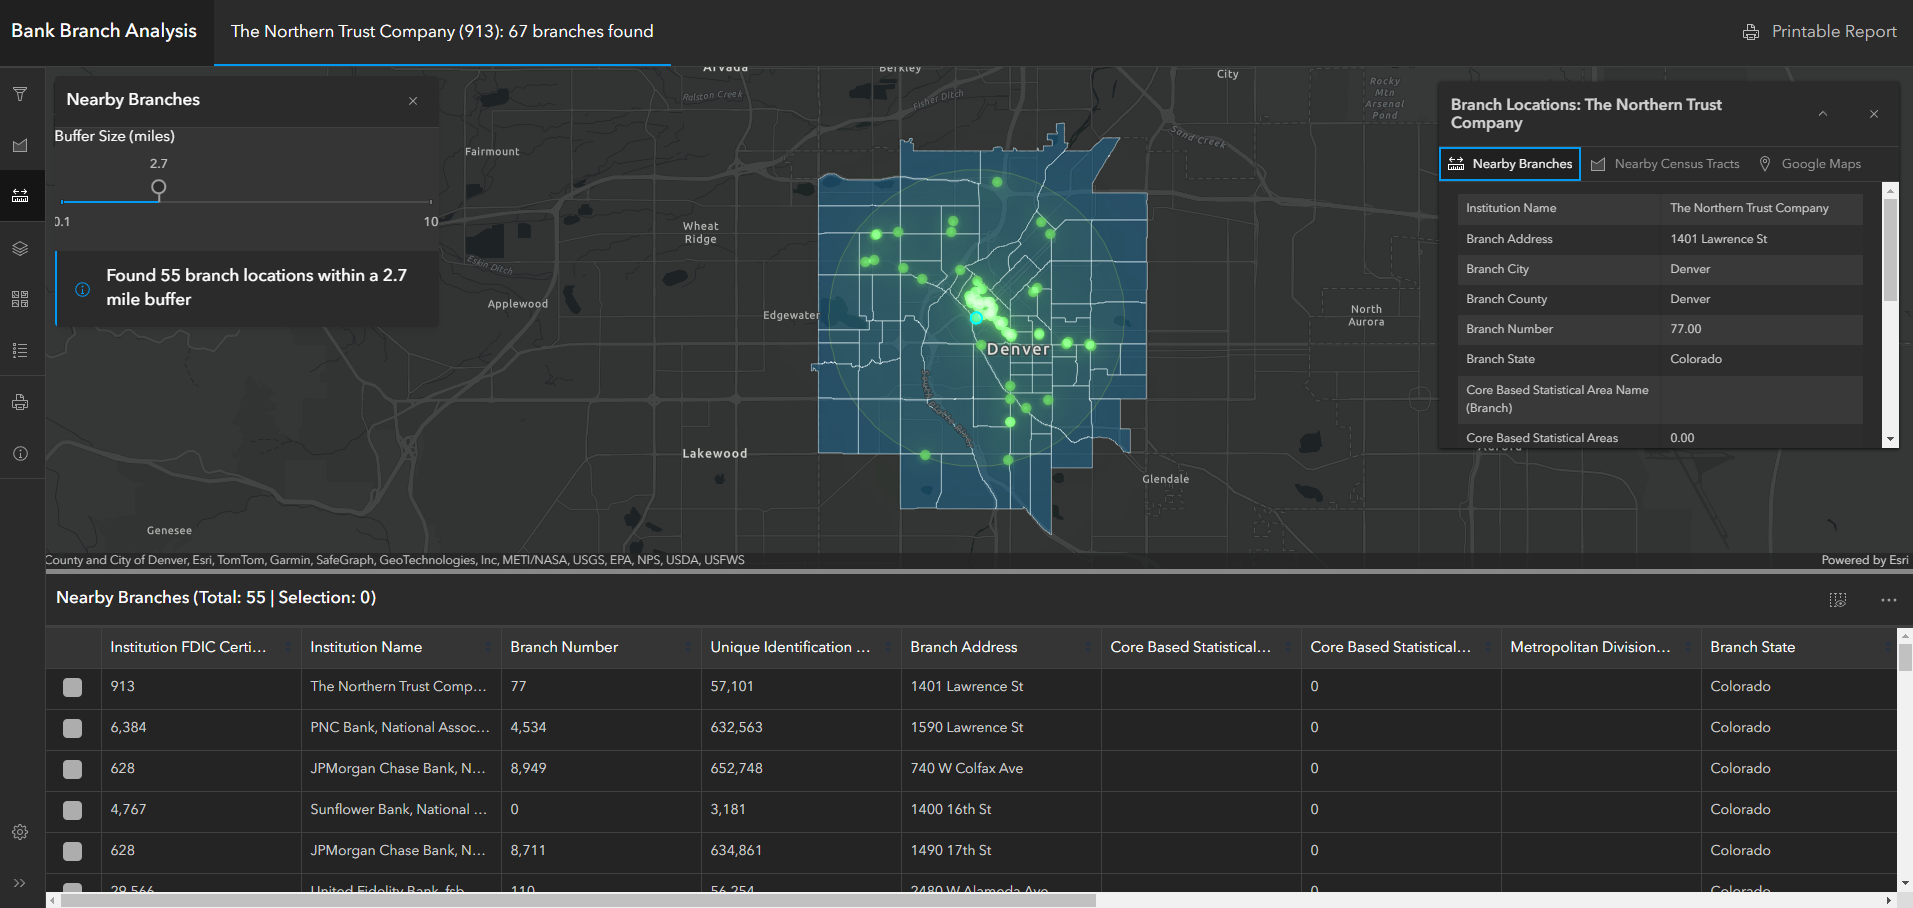 Bank Branch Analysis
The Northern Trust Company (913): 67 branches found
Printable Report
Nearby Branches
Buffer Size (miles)
2.7
0.1
10
Found 55 branch locations within a 2.7
mile buffer
Arvada
Berkley
City
Ralston Creek
Fisher Ditch
Rocky
Mtn
Arsenal
Pond
Sand Creek
Fairmount
Wheat
Ridge
Eskin Ditch
Applewood
Edgewater
Denver
North
Aurora
Lakewood
Glendale
Genesee
Aurora
Branch Locations: The Northern Trust
Company
Nearby Branches
Nearby Census Tracts
Google Maps
Institution Name The Northern Trust Company
Branch Address 1401 Lawrence St
Branch City Denver
Branch County Denver
Branch Number 77.00
Branch State Colorado
Core Based Statistical Area Name
(Branch)
Core Based Statistical Areas 0.00
County and City of Denver, Esri, TomTom, Garmin, SafeGraph, GeoTechnologies, Inc, METI/NASA, USGS, EPA, NPS, USDA, USFWS
Powered by Esri
Nearby Branches (Total: 55 | Selection: 0)
Institution FDIC Certi... Institution Name Branch Number Unique Identification ... Branch Address Core Based Statistical... Core Based Statistical... Metropolitan Division... Branch State
913 The Northern Trust Comp... 77 57,101 1401 Lawrence St 0 Colorado
6,384 PNC Bank, National Assoc... 4,534 632,563 1590 Lawrence St 0 Colorado
628 JPMorgan Chase Bank, N... 8,949 652,748 740 W Colfax Ave 0 Colorado
4,767 Sunflower Bank, National ... 0 3,181 1400 16th St 0 Colorado
628 JPMorgan Chase Bank, N... 8,711 634,861 1490 17th St 0 Colorado
29,566 United Fidelity Bank, fsb 110 56,254 2480 W Alameda Ave 0 Colorado